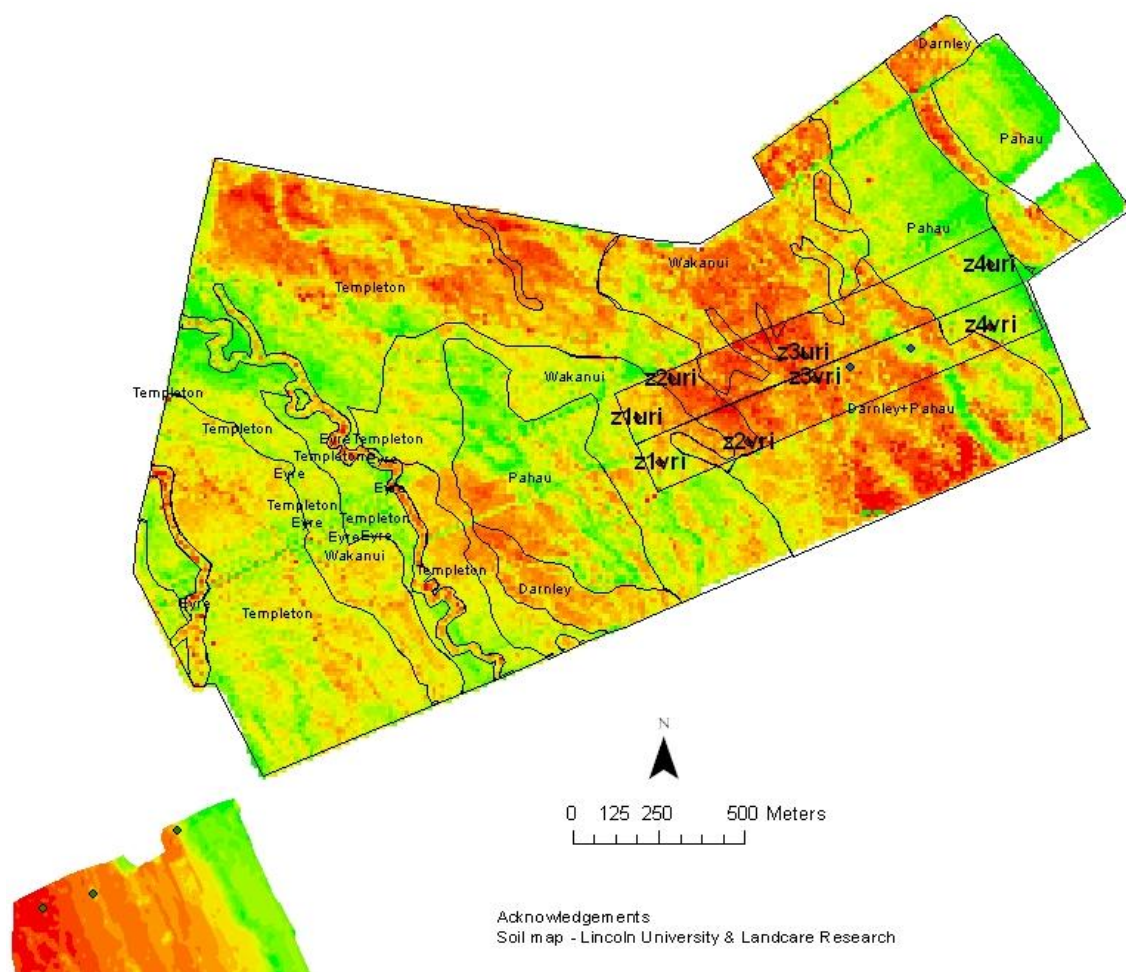 Darnley
Pahau
Pahau
Wakanui
z4uri
Templeton
z4vri
z3uri
z3vri
z2uri
Wakanui
Templeton
Darnley+Pahau
z1uri
Templeton
EyreTempleton
z2vri
Templeton
Eyre
z1vri
Eyre
Pahau
Eyre
Templeton
Templeton
Eyre
EyreEyre
Wakanui
Templeton
Darnley
Eyre
Templeton
N
0 125 250 500 Meters
Acknowledgements
Soil map - Lincoln University & Landcare Research